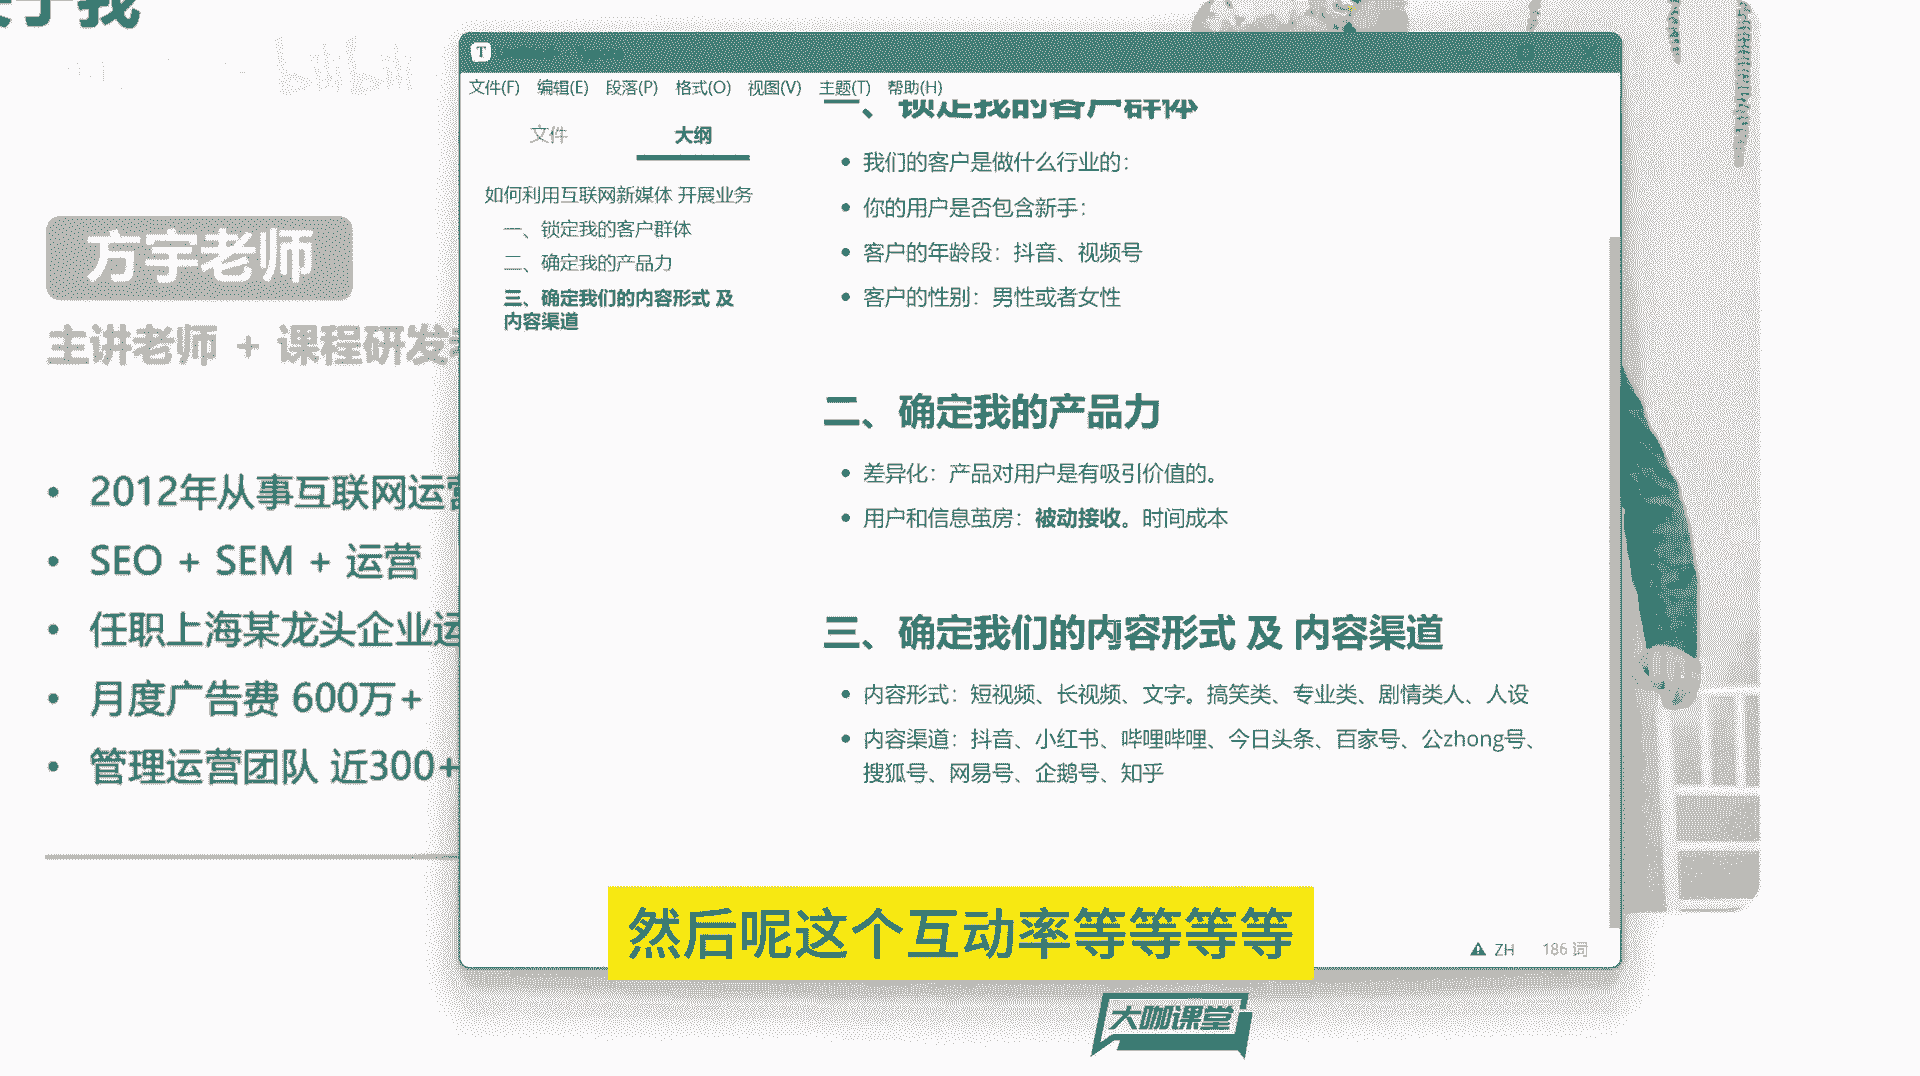 bilibili
方宇老师
主讲老师 + 课程研发
2012年从事互联网运营
SEO + SEM + 运营
任职上海某龙头企业运
月度广告费 600万+
管理运营团队 近300+
T
文件(F) 编辑(E) 段落(P) 格式(O) 视图(V) 主题(T) 帮助(H)
文件 大纲
如何利用互联网新媒体 开展业务
一、锁定我的客户群体
二、确定我的产品力
三、确定我们的内容形式 及
内容渠道
一、锁定我的客户群体
我们的客户是做什么行业的：
你的用户是否包含新手：
客户的年龄段：抖音、视频号
客户的性别：男性或者女性
二、确定我的产品力
差异化：产品对用户是有吸引价值的。
用户和信息茧房：被动接收。时间成本
三、确定我们的内容形式 及 内容渠道
内容形式：短视频、长视频、文字。搞笑类、专业类、剧情类人、人设
内容渠道：抖音、小红书、哔哩哔哩、今日头条、百家号、公zhong号、
搜狐号、网易号、企鹅号、知乎
ZH 186 词
然后呢这个互动率等等等等
大咖课堂